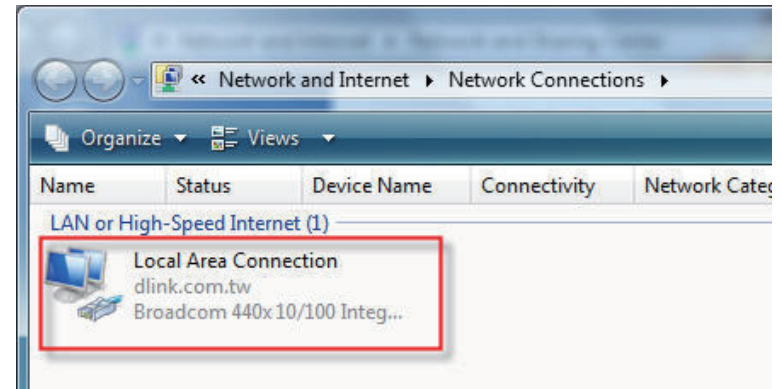 « Network and Internet ▸ Network Connections ▸
Organize ▾ Views ▾
Name Status Device Name Connectivity Network Categ
LAN or High-Speed Internet (1)
Local Area Connection
dlink.com.tw
Broadcom 440x 10/100 Integ...